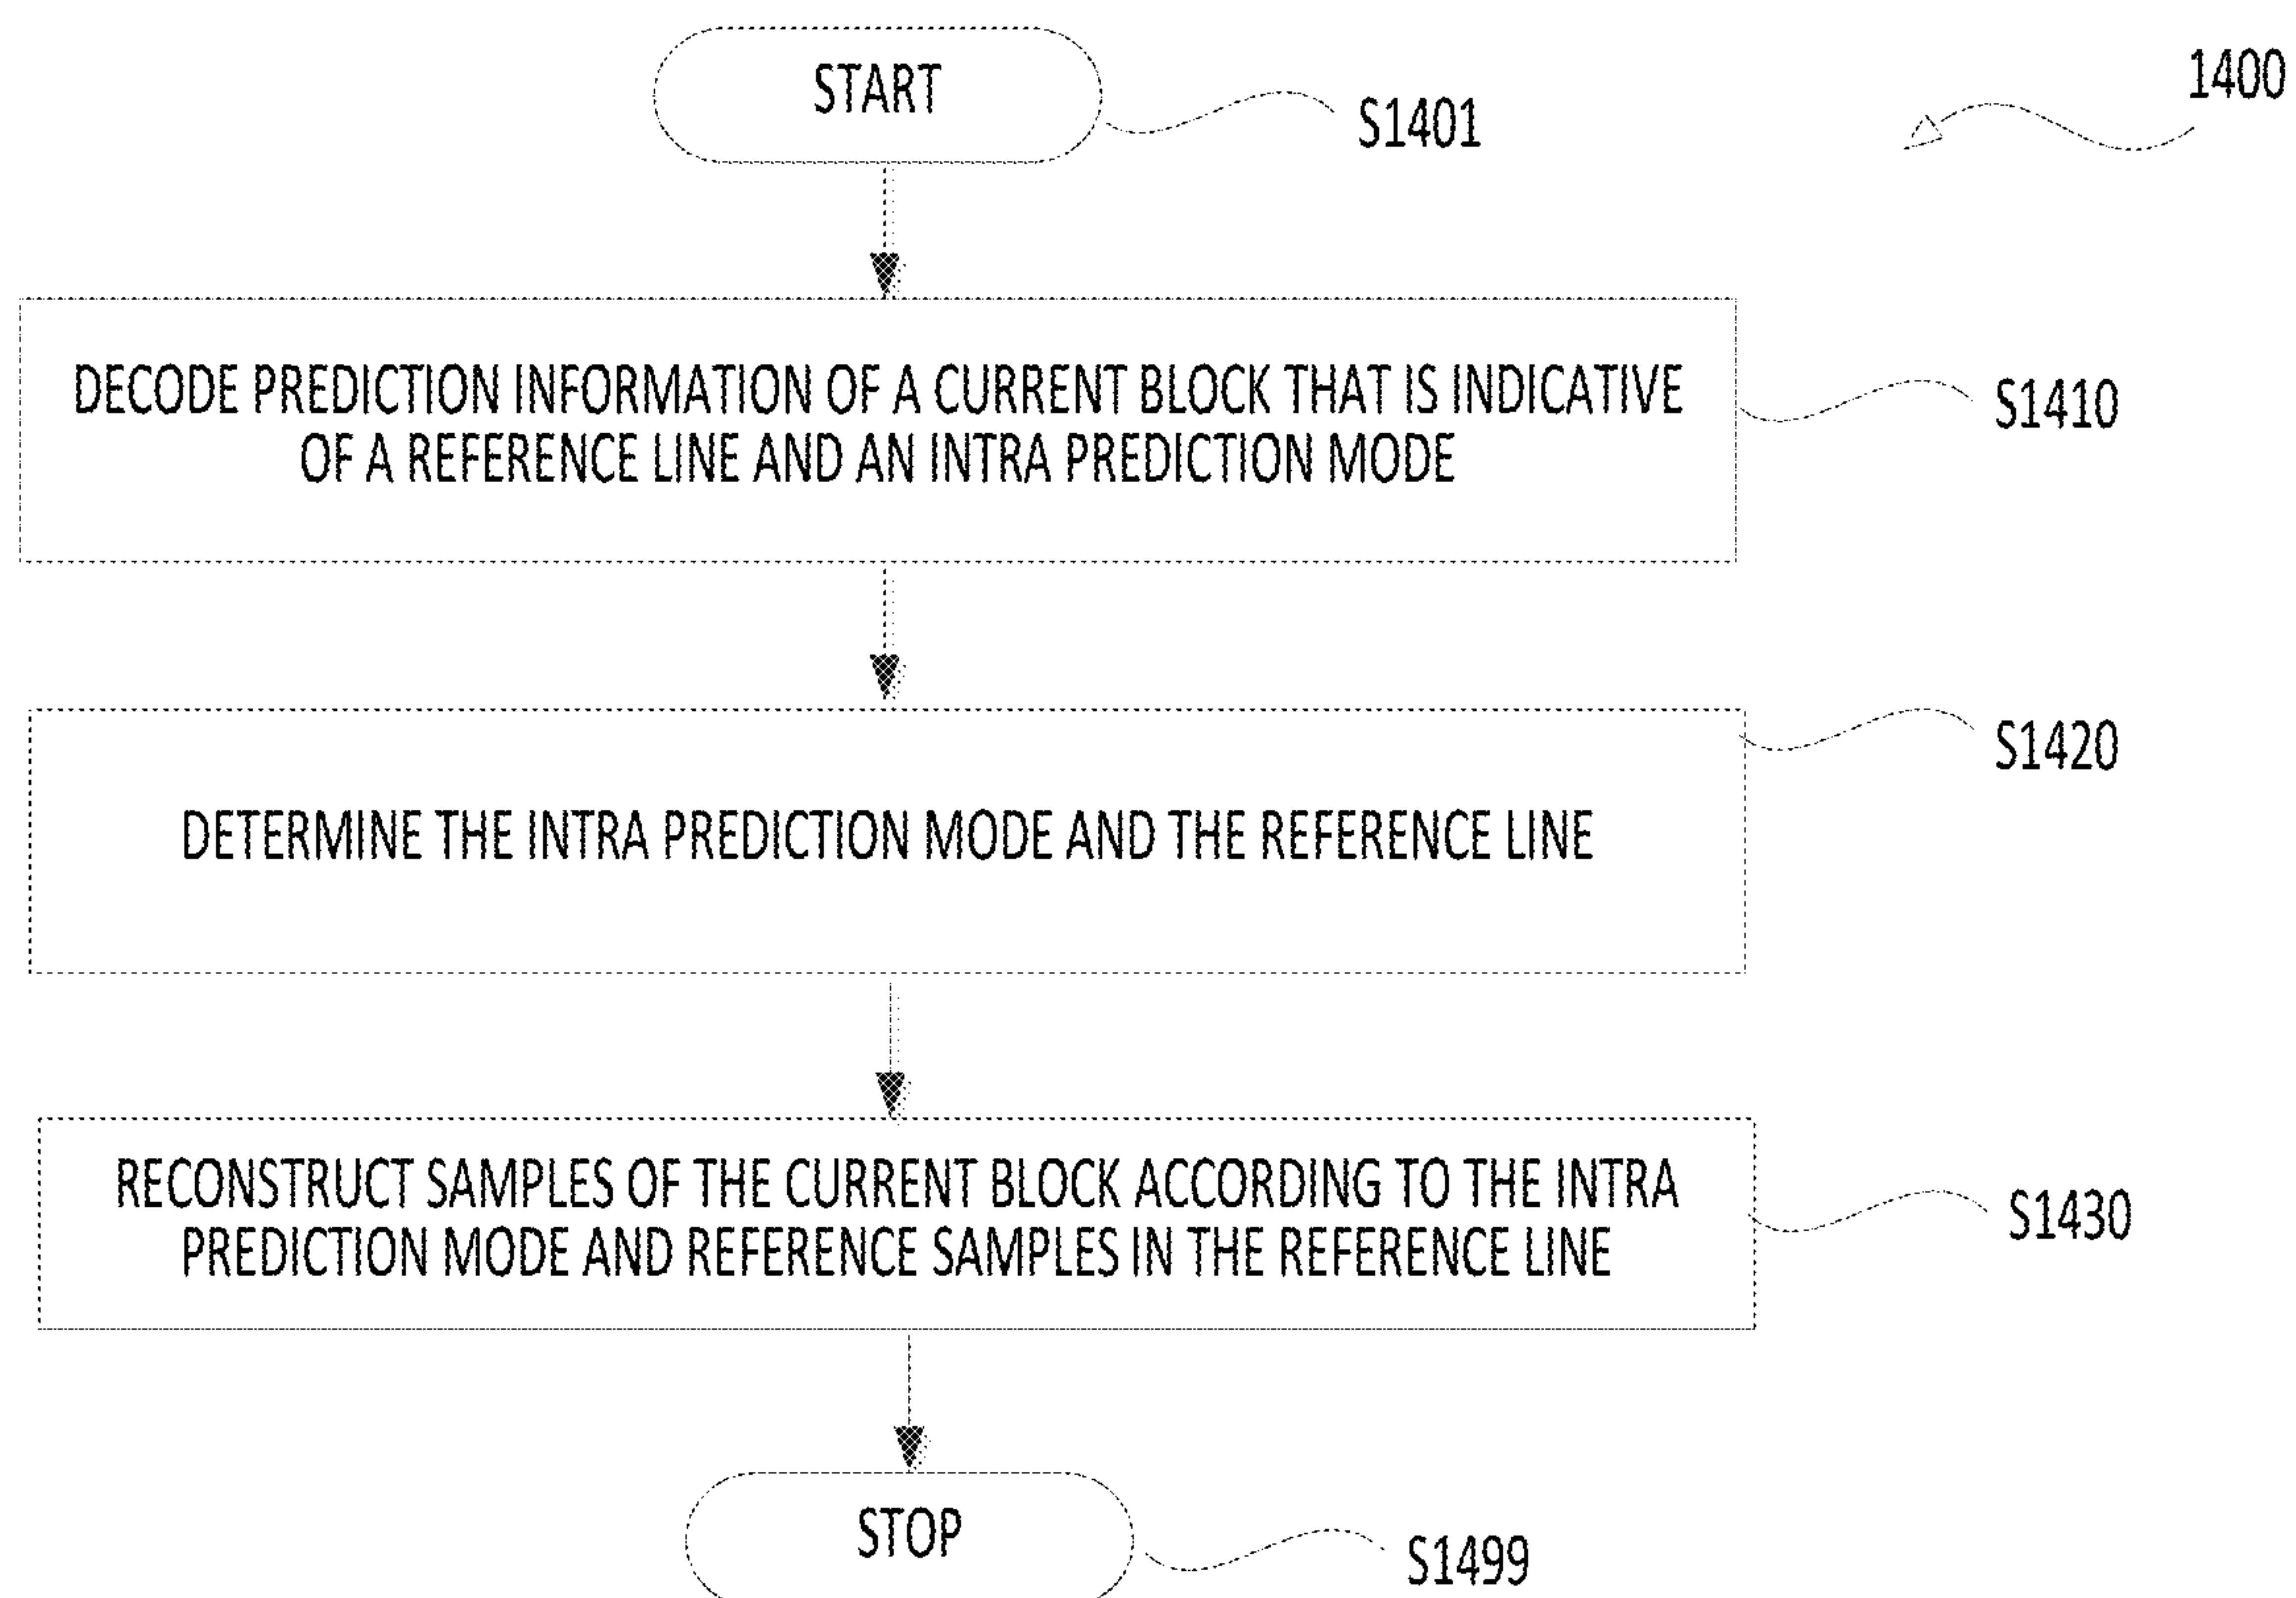 START
S1401
1400
DECODE PREDICTION INFORMATION OF A CURRENT BLOCK THAT IS INDICATIVE
OF A REFERENCE LINE AND AN INTRA PREDICTION MODE
S1410
S1420
DETERMINE THE INTRA PREDICTION MODE AND THE REFERENCE LINE
RECONSTRUCT SAMPLES OF THE CURRENT BLOCK ACCORDING TO THE INTRA
PREDICTION MODE AND REFERENCE SAMPLES IN THE REFERENCE LINE
S1430
STOP
S1499